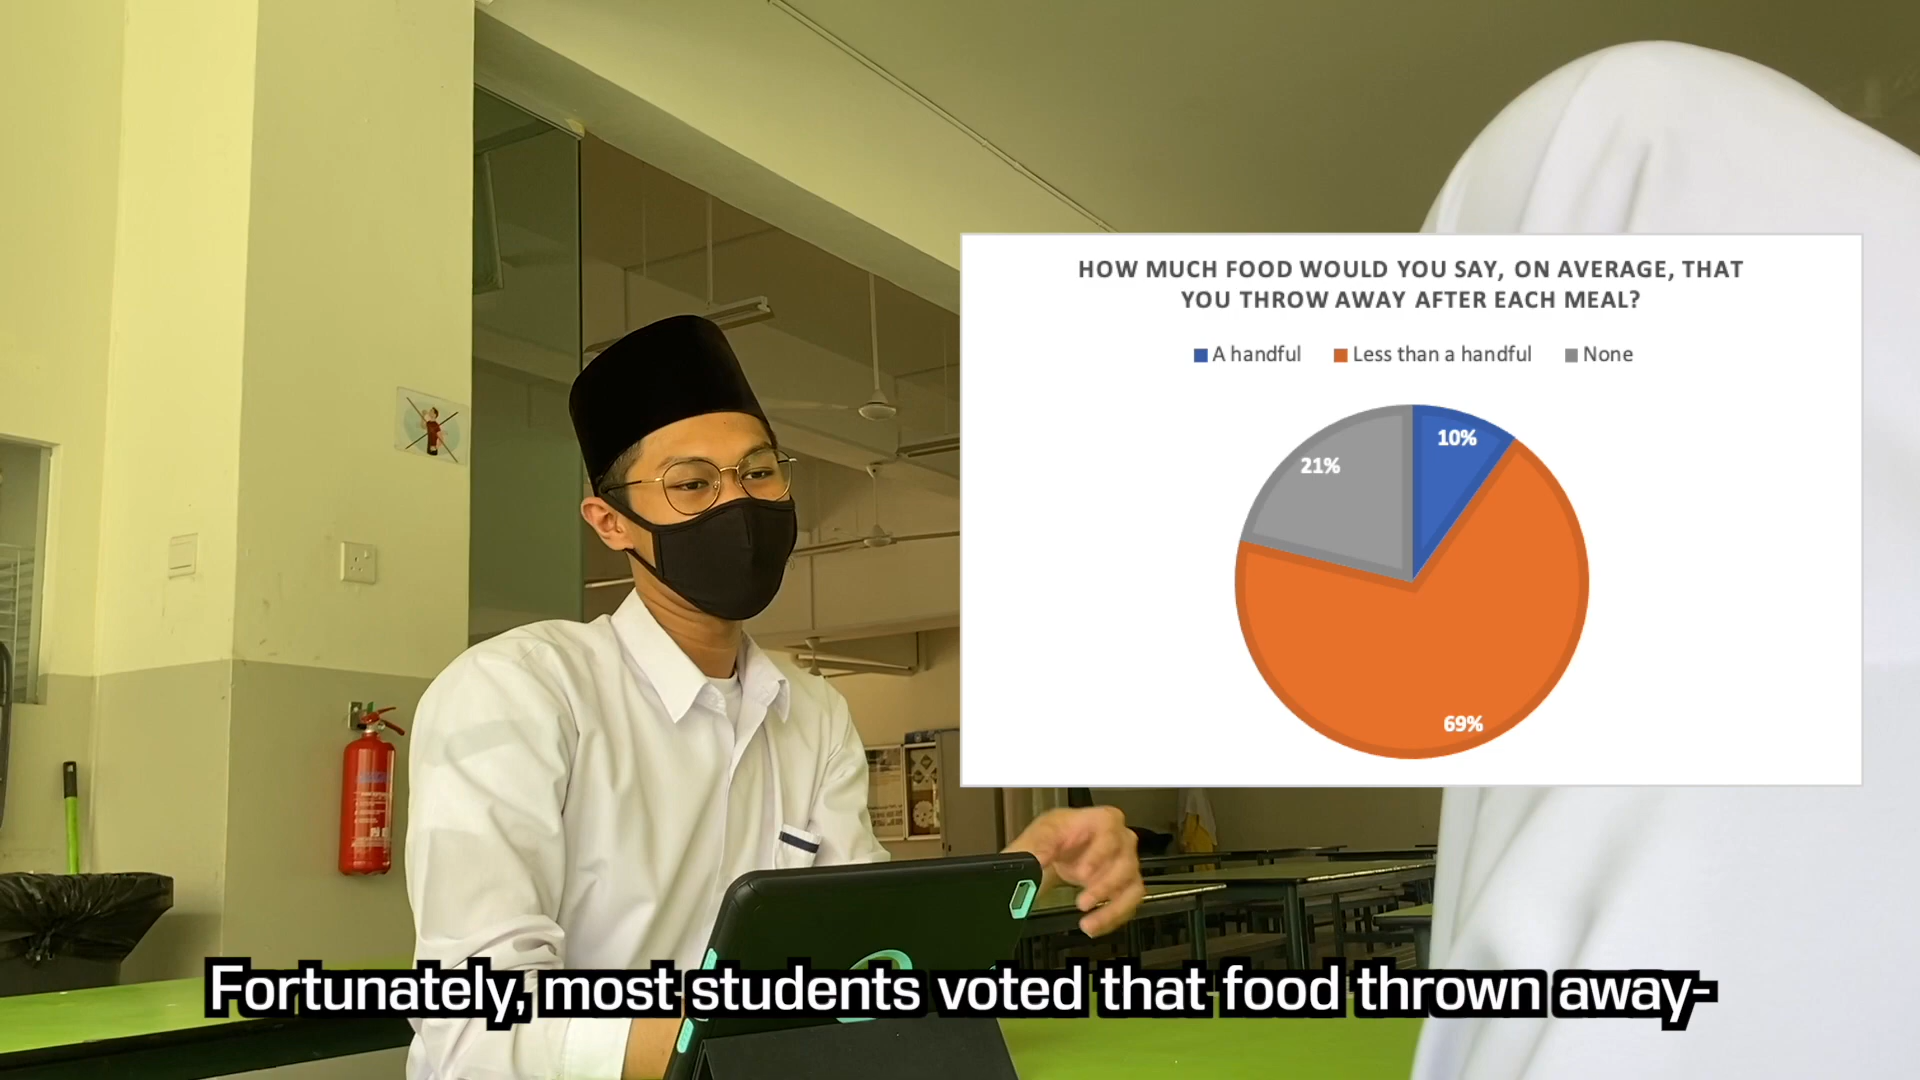 HOW MUCH FOOD WOULD YOU SAY, ON AVERAGE, THAT
YOU THROW AWAY AFTER EACH MEAL?
A handful Less than a handful None
10%
21%
69%
Fortunately, most students voted that food thrown away-